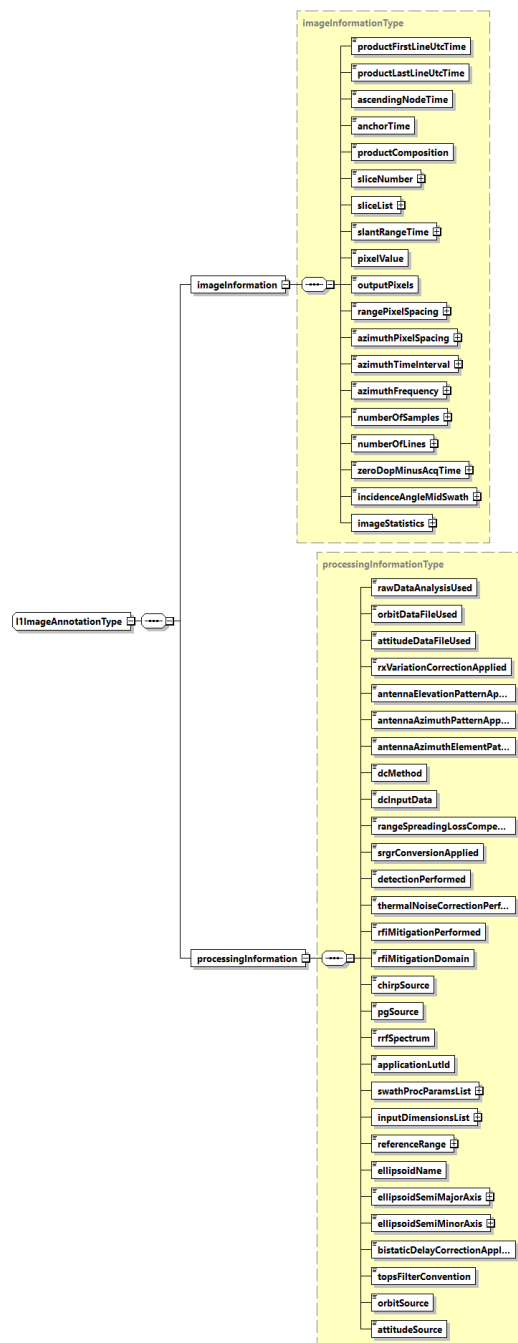 imageInformationType
productFirstLineUtcTime
productLastLineUtcTime
ascendingNodeTime
anchorTime
productComposition
sliceNumber
sliceList
slantRangeTime
pixelValue
imageInformation
outputPixels
rangePixelSpacing
azimuthPixelSpacing
azimuthTimeInterval
azimuthFrequency
numberOfSamples
numberOfLines
zeroDopMinusAcqTime
incidenceAngleMidSwath
imageStatistics
processingInformationType
rawDataAnalysisUsed
orbitDataFileUsed
l1ImageAnnotationType
attitudeDataFileUsed
rxVariationCorrectionApplied
antennaElevationPatternAp...
antennaAzimuthPatternApp...
antennaAzimuthElementPat...
dcMethod
dcInputData
rangeSpreadingLossCompe...
srgrConversionApplied
detectionPerformed
thermalNoiseCorrectionPerf...
rfiMitigationPerformed
processingInformation
rfiMitigationDomain
chirpSource
pgSource
rrfSpectrum
applicationLutId
swathProcParamsList
inputDimensionsList
referenceRange
ellipsoidName
ellipsoidSemiMajorAxis
ellipsoidSemiMinorAxis
bistaticDelayCorrectionAppl...
topsFilterConvention
orbitSource
attitudeSource